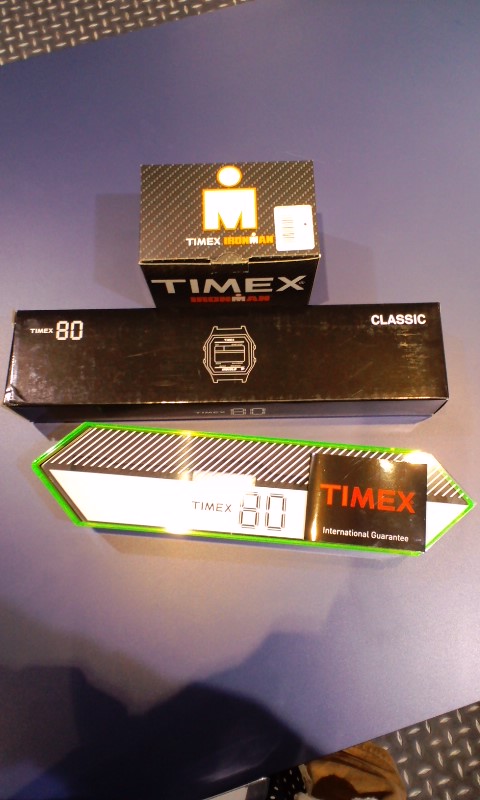 TIMEX IRONMAN
TIMEX
IRONMAN
TIMEX 80
CLASSIC
TIMEX 80
TIMEX 80
TIMEX
International Guarantee